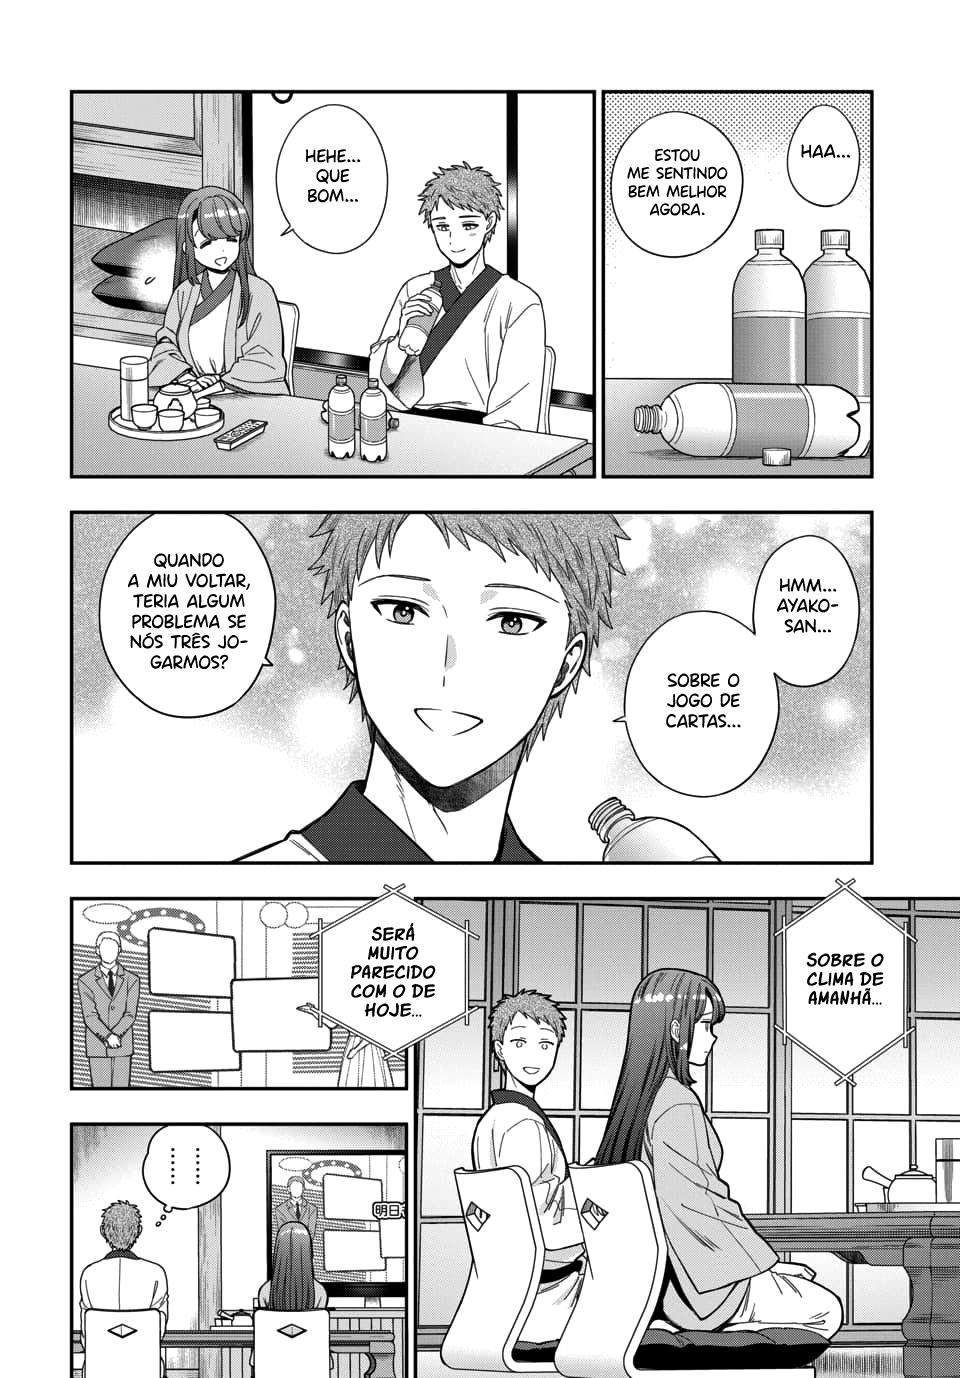 HAA...
ESTOU
ME SENTINDO
BEM MELHOR
AGORA.
HEHE...
QUE
BOM...
HMM...
AYAKO-
SAN...
SOBRE O
JOGO DE
CARTAS...
QUANDO
A MIU VOLTAR,
TERIA ALGUM
PROBLEMA SE
NÓS TRÊS JO-
GARMOS?
SOBRE O
CLIMA DE
AMANHÃ...
SERÁ
MUITO
PARECIDO
COM O DE
HOJE...
......
明日